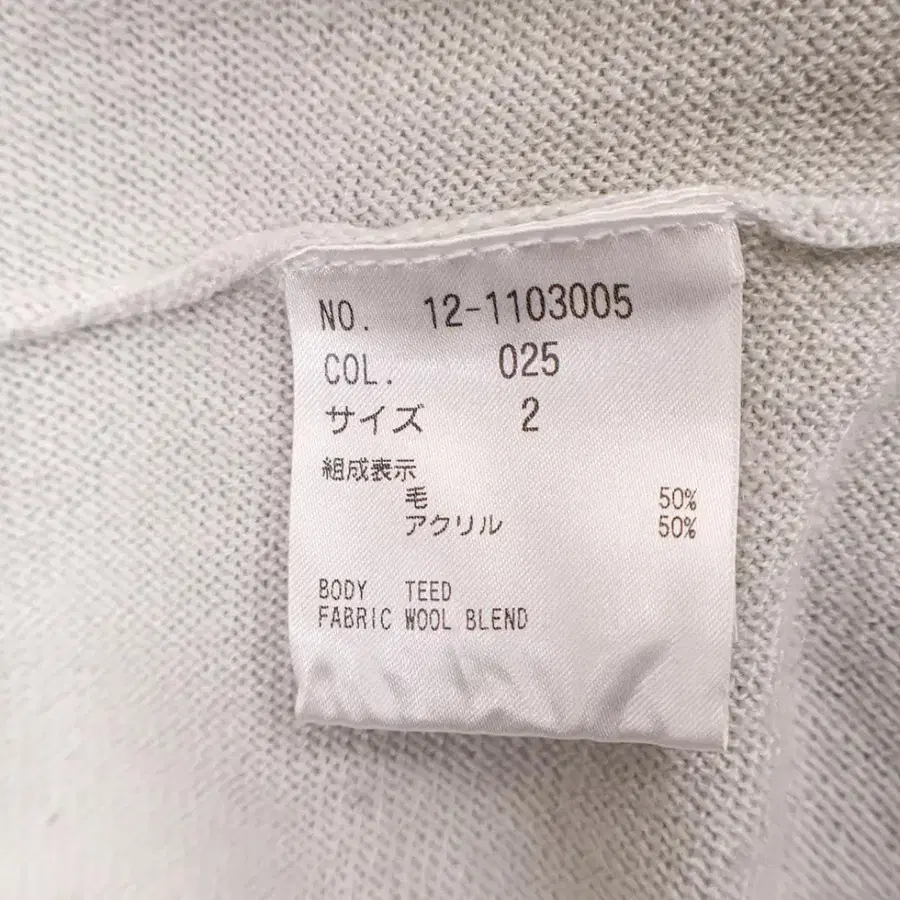 NO. 12-1103005
COL. 025
サイズ 2
組成表示
毛 50%
アクリル 50%
BODY TEED
FABRIC WOOL BLEND